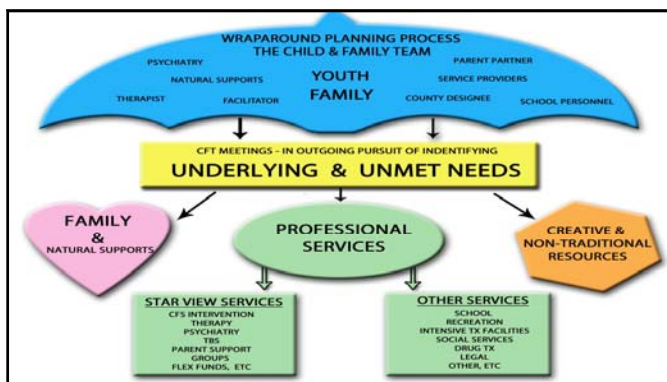 WRAPAROUND PLANNING PROCESS
THE CHILD & FAMILY TEAM
PSYCHIATRY
PARENT PARTNER
NATURAL SUPPORTS
YOUTH
FAMILY
SERVICE PROVIDERS
THERAPIST
FACILITATOR
COUNTY DESIGNEE
SCHOOL PERSONNEL
CFT MEETINGS - IN OUTGOING PURSUIT OF INDENTIFYING
UNDERLYING & UNMET NEEDS
FAMILY
&
NATURAL SUPPORTS
PROFESSIONAL
SERVICES
CREATIVE &
NON-TRADITIONAL
RESOURCES
STAR VIEW SERVICES
CFS INTERVENTION
THERAPY
PSYCHIATRY
TBS
PARENT SUPPORT
GROUPS
FLEX FUNDS, ETC
OTHER SERVICES
SCHOOL
RECREATION
INTENSIVE TX FACILITIES
SOCIAL SERVICES
DRUG TX
LEGAL
OTHER, ETC